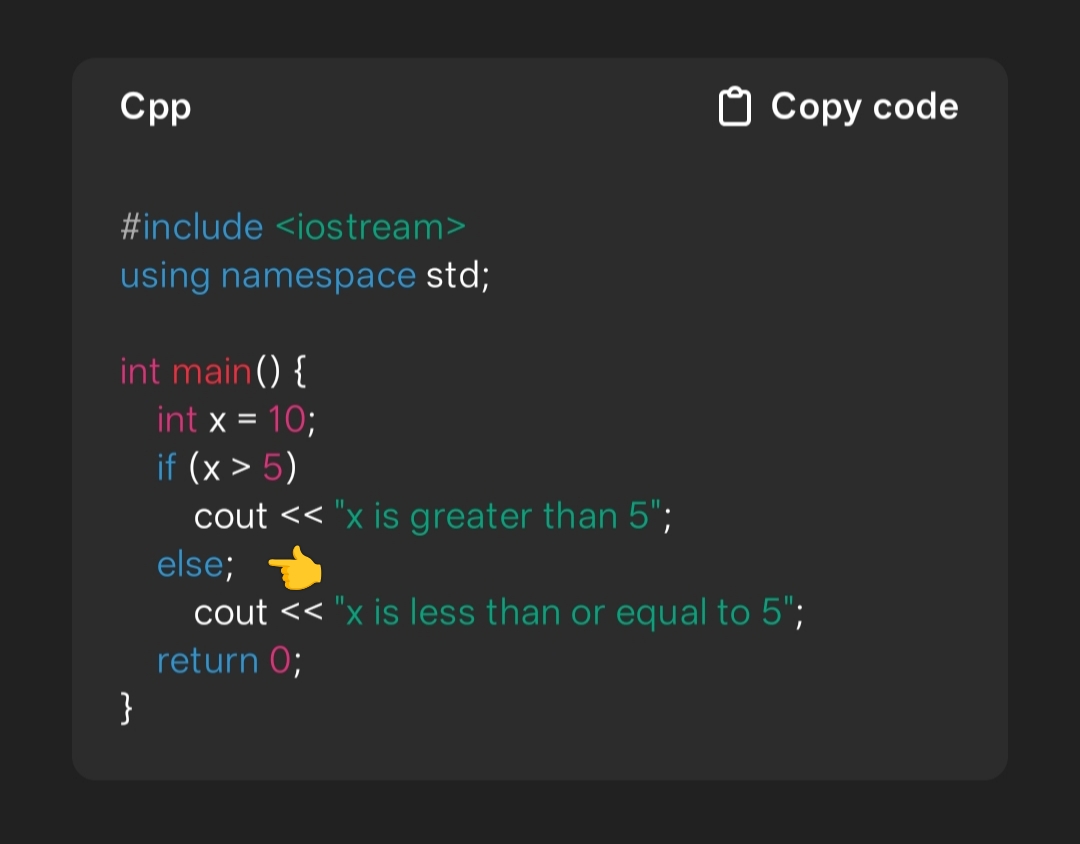 Cpp
Copy code
#include <iostream>
using namespace std;
int main() {
int x = 10;
if (x > 5)
cout << "x is greater than 5";
else;
cout << "x is less than or equal to 5";
return 0;
}